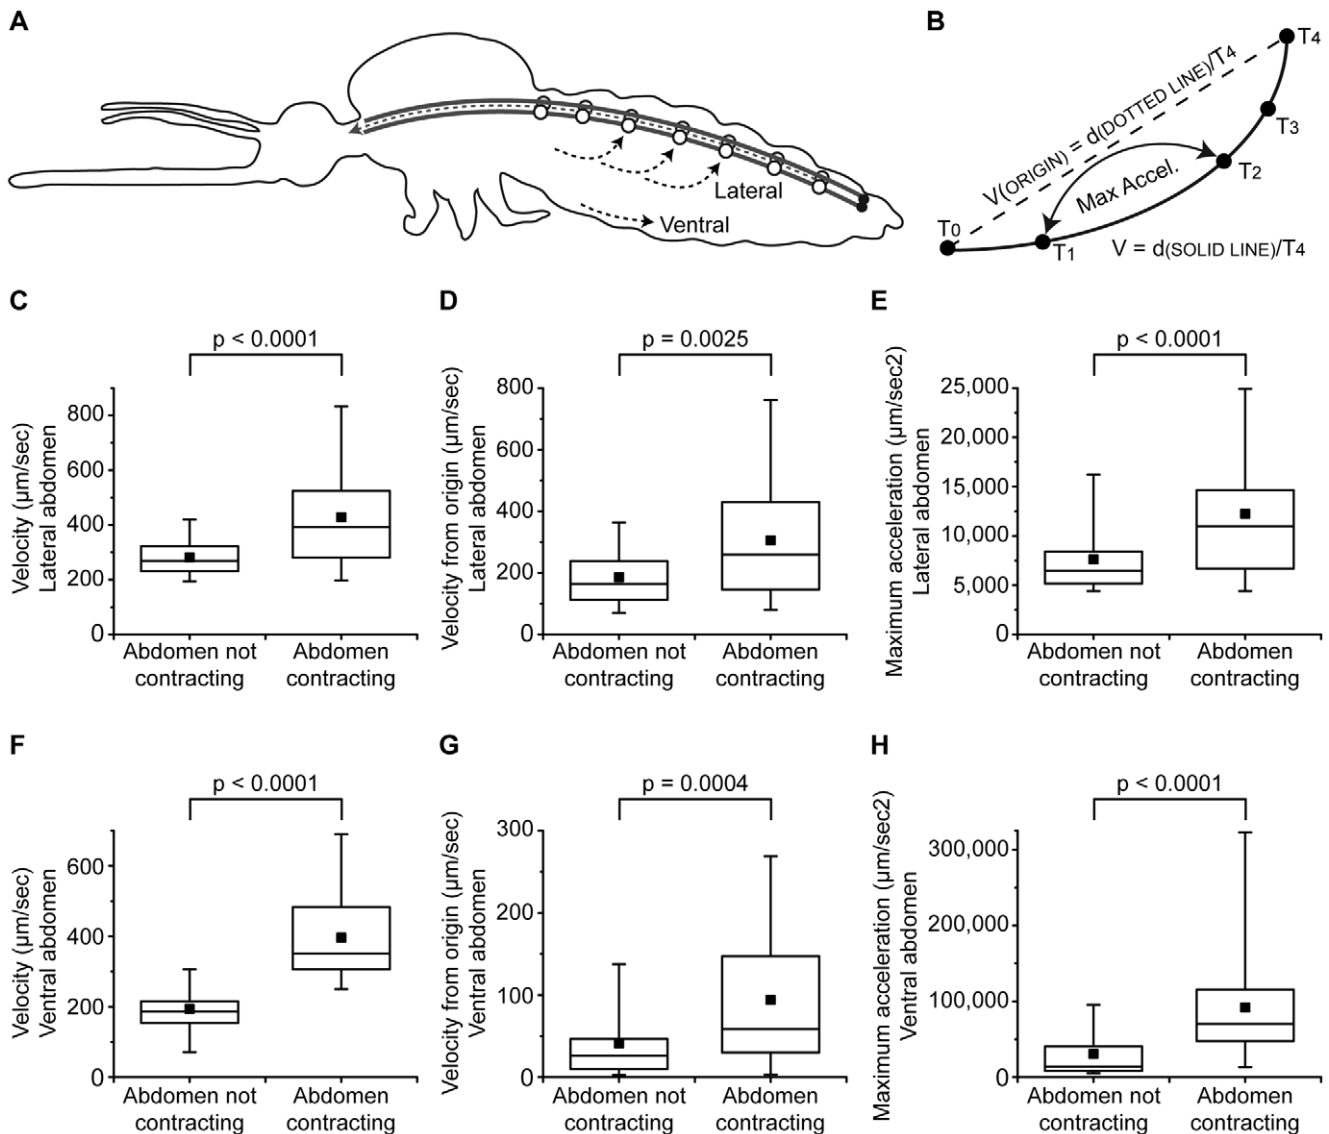 A
Lateral
Ventral
B
T4
V(ORIGIN) = d(DOTTED LINE)/T4
T3
T2
Max Accel.
T0
T1
V = d(SOLID LINE)/T4
C
p < 0.0001
Velocity (µm/sec)
Lateral abdomen
800
600
400
200
0
Abdomen not
contracting
Abdomen
contracting
D
p = 0.0025
Velocity from origin (µm/sec)
Lateral abdomen
800
600
400
200
0
Abdomen not
contracting
Abdomen
contracting
E
p < 0.0001
Maximum acceleration (µm/sec2)
Lateral abdomen
25,000
20,000
15,000
10,000
5,000
0
Abdomen not
contracting
Abdomen
contracting
F
p < 0.0001
Velocity (µm/sec)
Ventral abdomen
600
400
200
0
Abdomen not
contracting
Abdomen
contracting
G
p = 0.0004
Velocity from origin (µm/sec)
Ventral abdomen
300
200
100
0
Abdomen not
contracting
Abdomen
contracting
H
p < 0.0001
Maximum acceleration (µm/sec2)
Ventral abdomen
300,000
200,000
100,000
0
Abdomen not
contracting
Abdomen
contracting